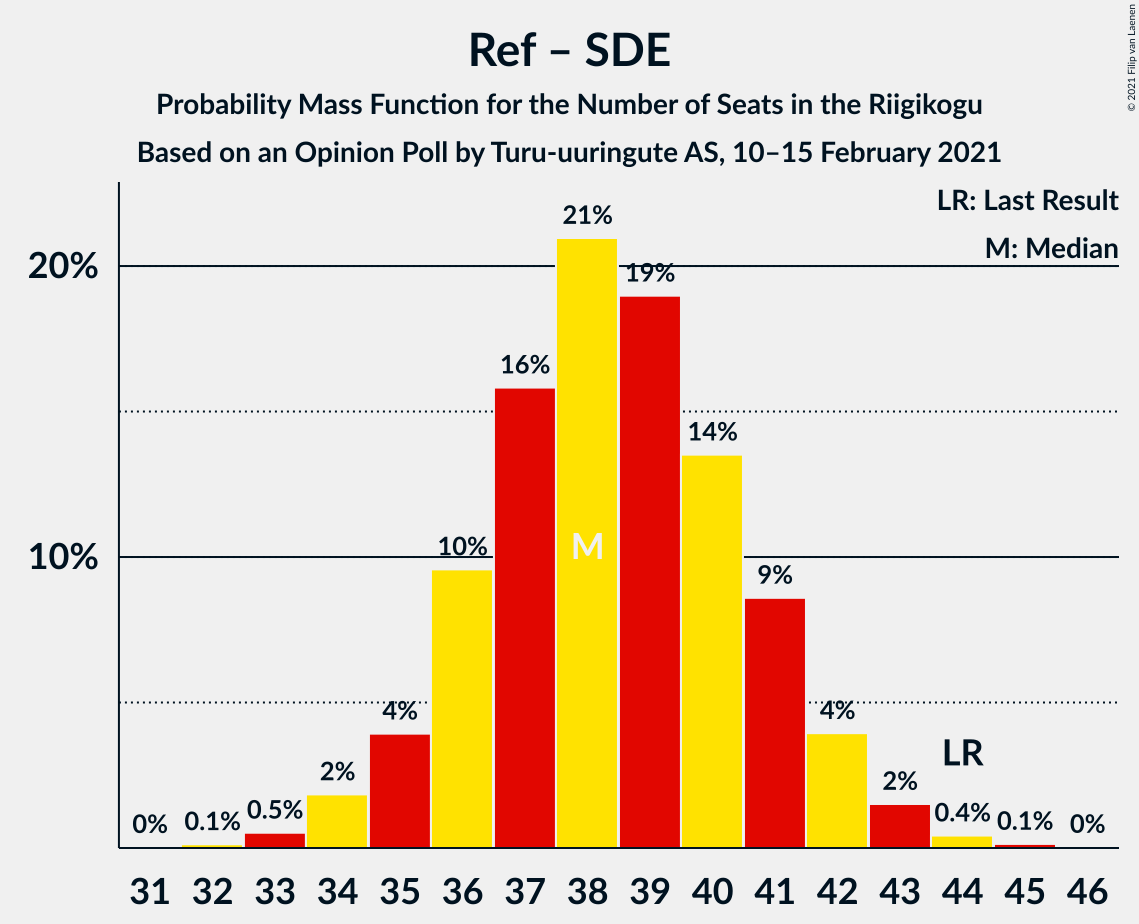 Ref – SDE
Probability Mass Function for the Number of Seats in the Riigikogu
Based on an Opinion Poll by Turu-uuringute AS, 10–15 February 2021
© 2021 Filip van Laenen
LR: Last Result
M: Median
20%
10%
0% 0.1% 0.5% 2% 4% 10% 16% 21% 19% 14% 9% 4% 2% 0.4% 0.1% 0%
M
LR
31 32 33 34 35 36 37 38 39 40 41 42 43 44 45 46